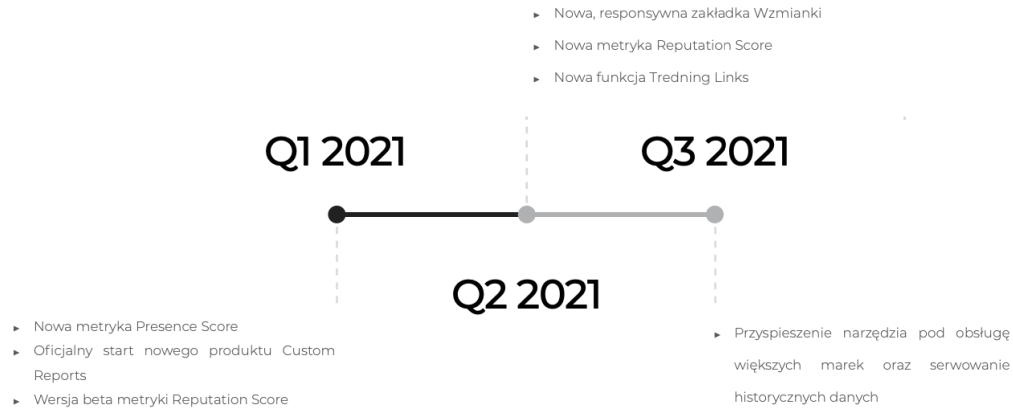 Nowa, responsywna zakładka Wzmianki
Nowa metryka Reputation Score
Nowa funkcja Tredning Links
Q1 2021
Q3 2021
Q2 2021
Nowa metryka Presence Score
Oficjalny start nowego produktu Custom
Reports
Wersja beta metryki Reputation Score
Przyspieszenie narzędzia pod obsługę
większych marek oraz serwowanie
historycznych danych